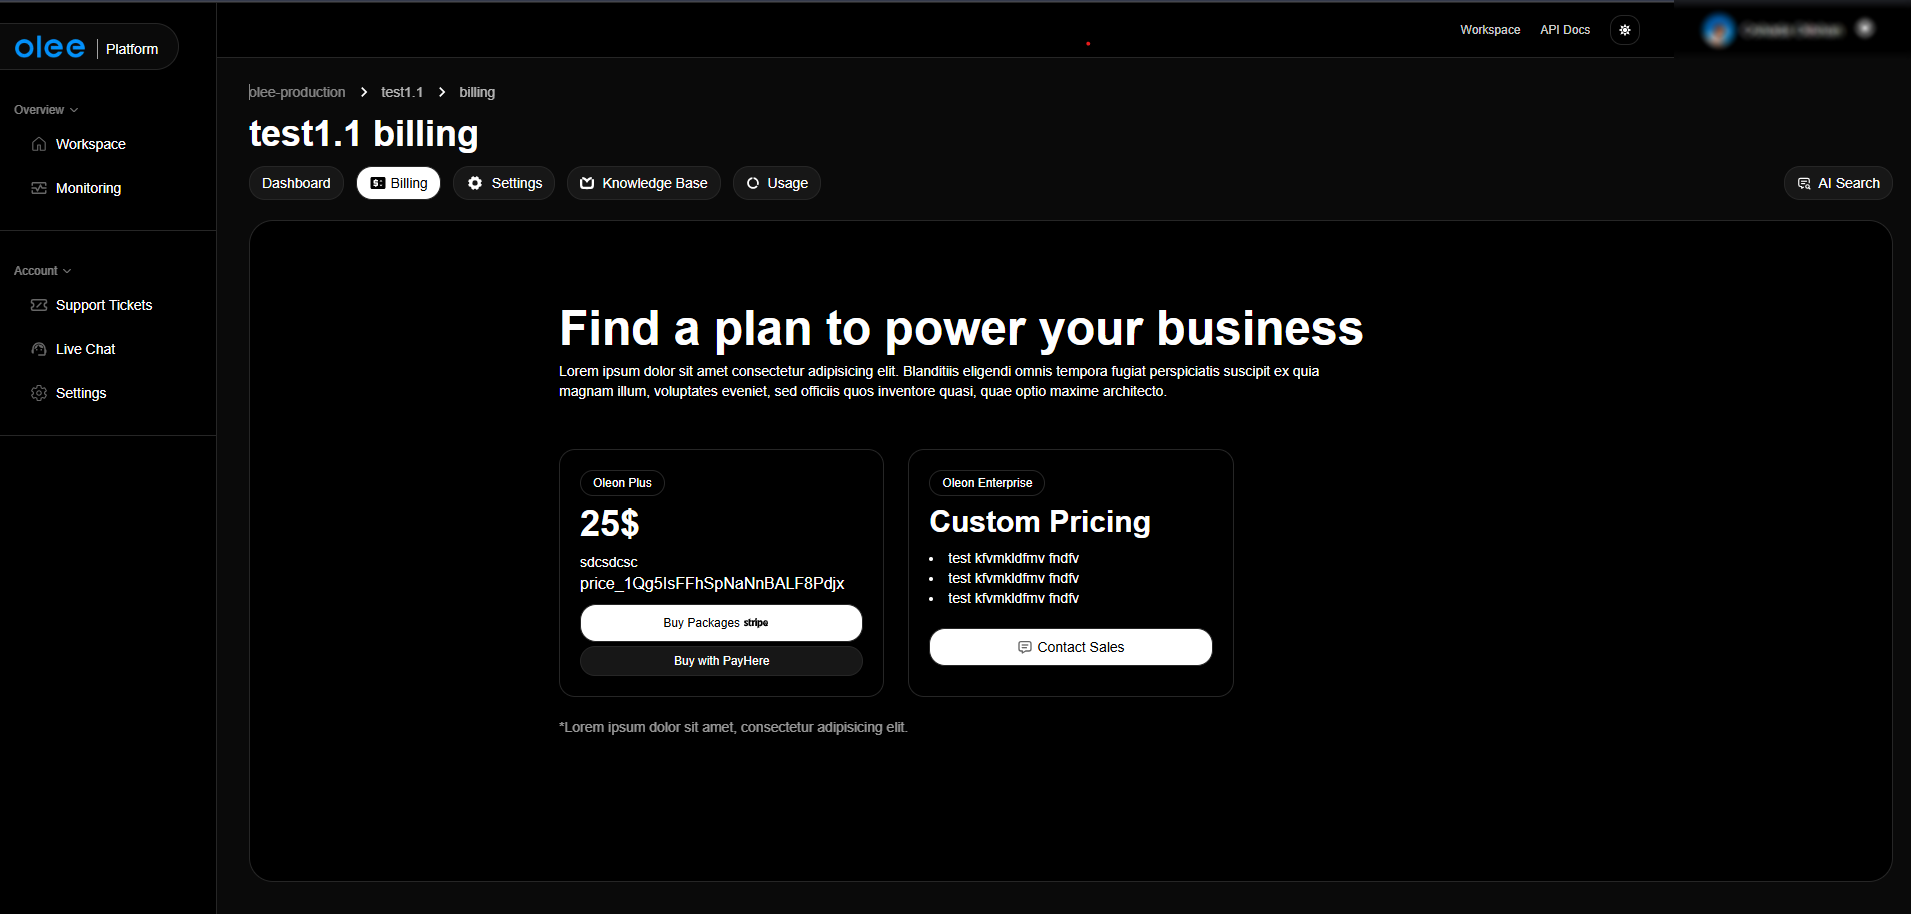 olee | Platform
Workspace
API Docs
Overview
Workspace
Monitoring
Account
Support Tickets
Live Chat
Settings
olee-production > test1.1 > billing
test1.1 billing
Dashboard
Billing
Settings
Knowledge Base
Usage
AI Search
Find a plan to power your business
Lorem ipsum dolor sit amet consectetur adipisicing elit. Blanditiis eligendi omnis tempora fugiat perspiciatis suscipit ex quia
magnam illum, voluptates eveniet, sed officiis quos inventore quasi, quae optio maxime architecto.
Oleon Plus
25$
sdcsdcsc
price_1Qg5IsFFhSpNaNnBALF8Pdjx
Buy Packages stripe
Buy with PayHere
Oleon Enterprise
Custom Pricing
• test kfvmkldfmv fndfv
• test kfvmkldfmv fndfv
• test kfvmkldfmv fndfv
Contact Sales
*Lorem ipsum dolor sit amet, consectetur adipisicing elit.